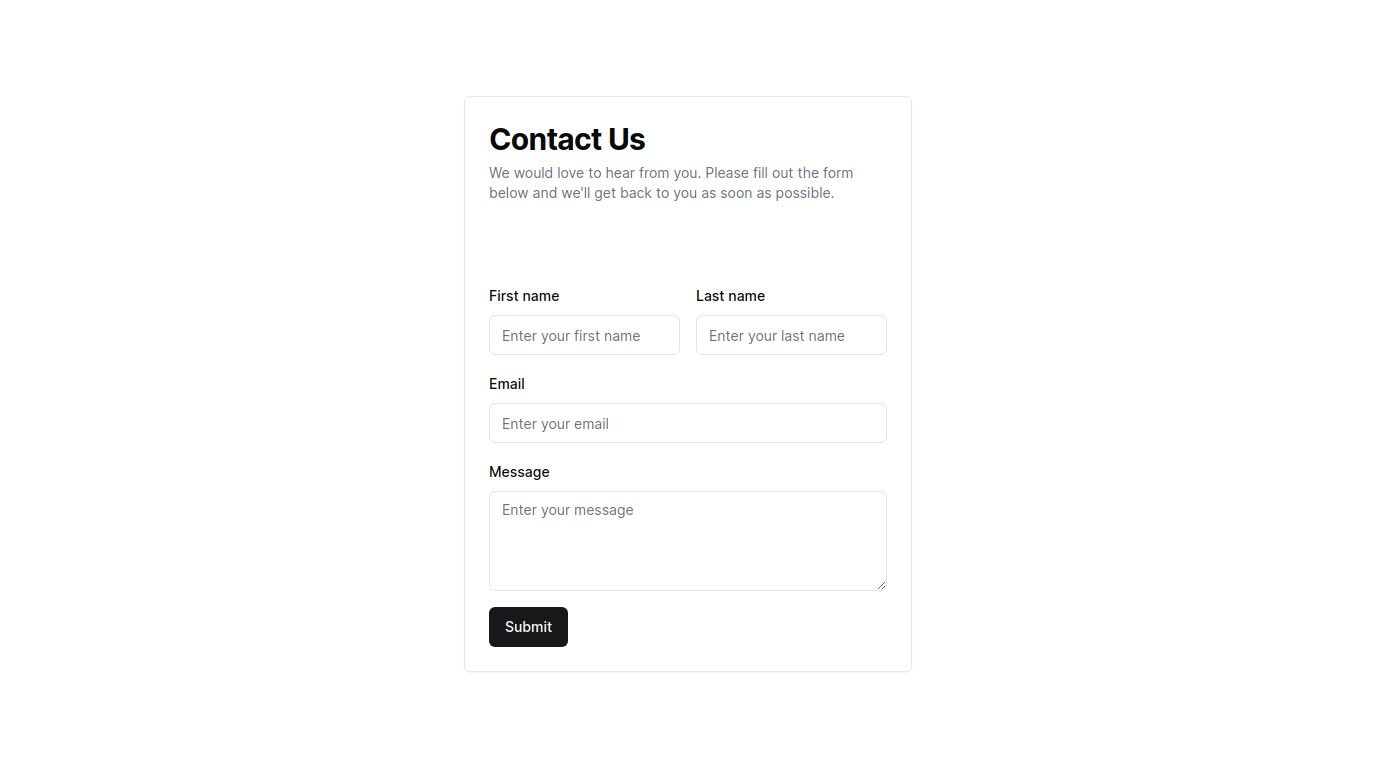 Contact Us
We would love to hear from you. Please fill out the form
below and we'll get back to you as soon as possible.
First name
Last name
Enter your first name
Enter your last name
Email
Enter your email
Message
Enter your message
Submit